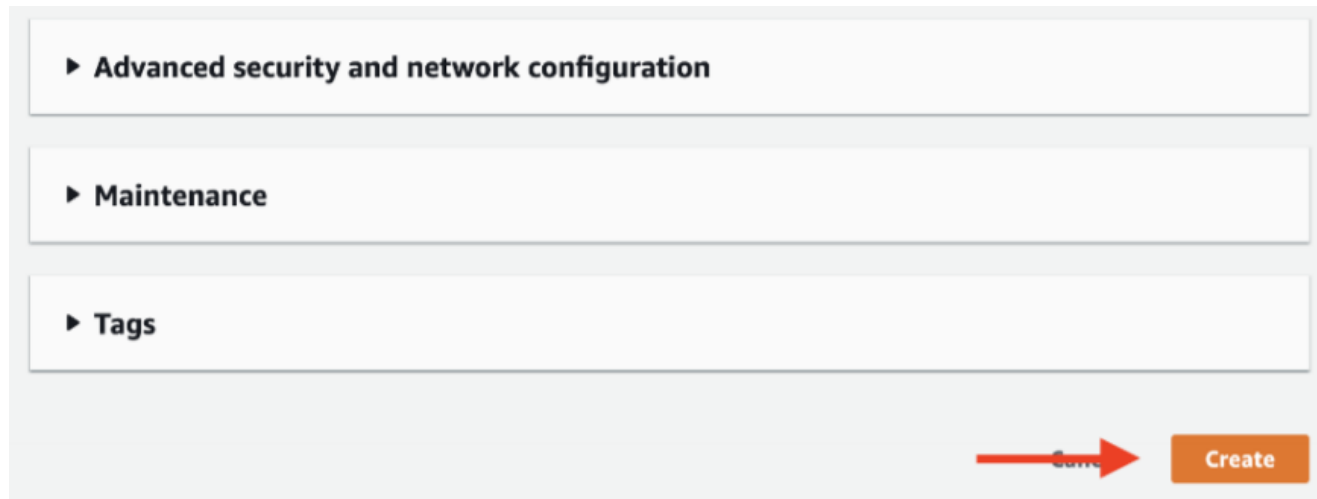 Advanced security and network configuration
Maintenance
Tags
Create